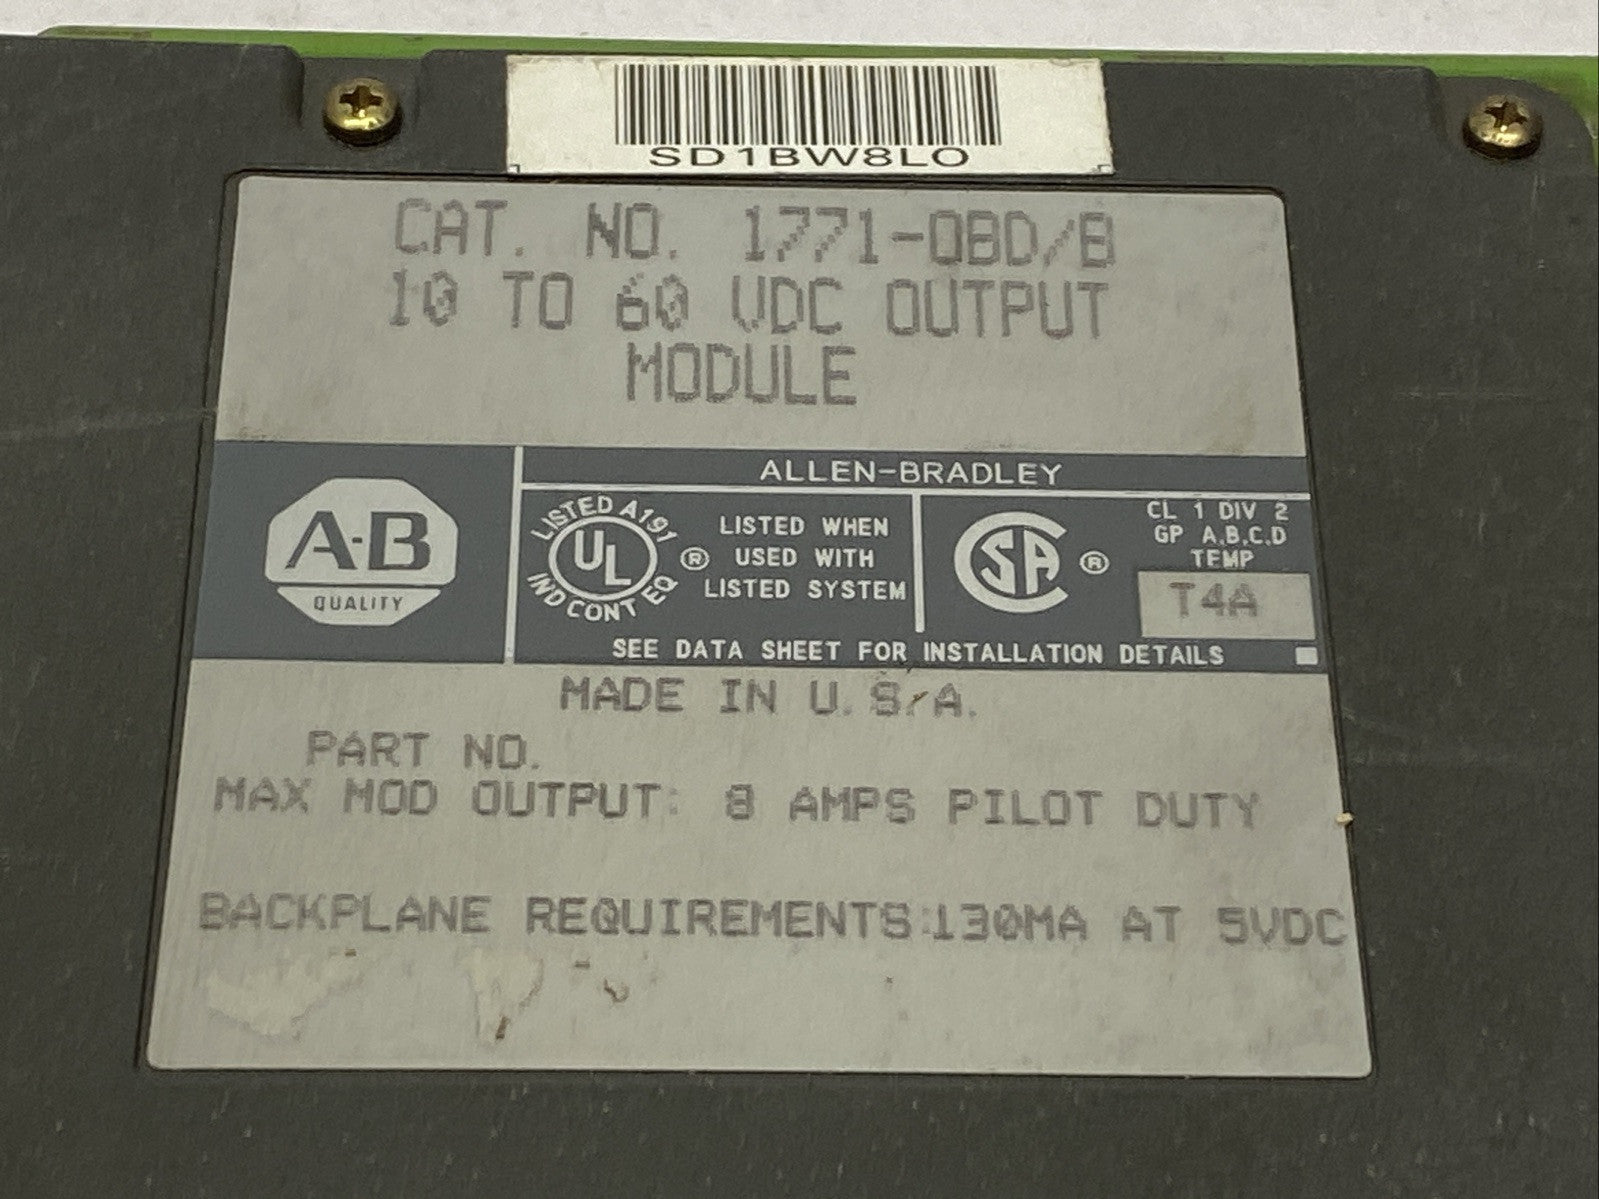 SD1BW8LO
CAT. NO. 1771-OBD/B
10 TO 60 VDC OUTPUT
MODULE
ALLEN-BRADLEY
A-B
QUALITY
LISTED A191
UL
IND CONT EQ
®
LISTED WHEN
USED WITH
LISTED SYSTEM
SA ®
CL 1 DIV 2
GP A,B,C,D
TEMP
T4A
SEE DATA SHEET FOR INSTALLATION DETAILS
MADE IN U.S.A.
PART NO.
MAX MOD OUTPUT: 8 AMPS PILOT DUTY
BACKPLANE REQUIREMENTS:130MA AT 5VDC